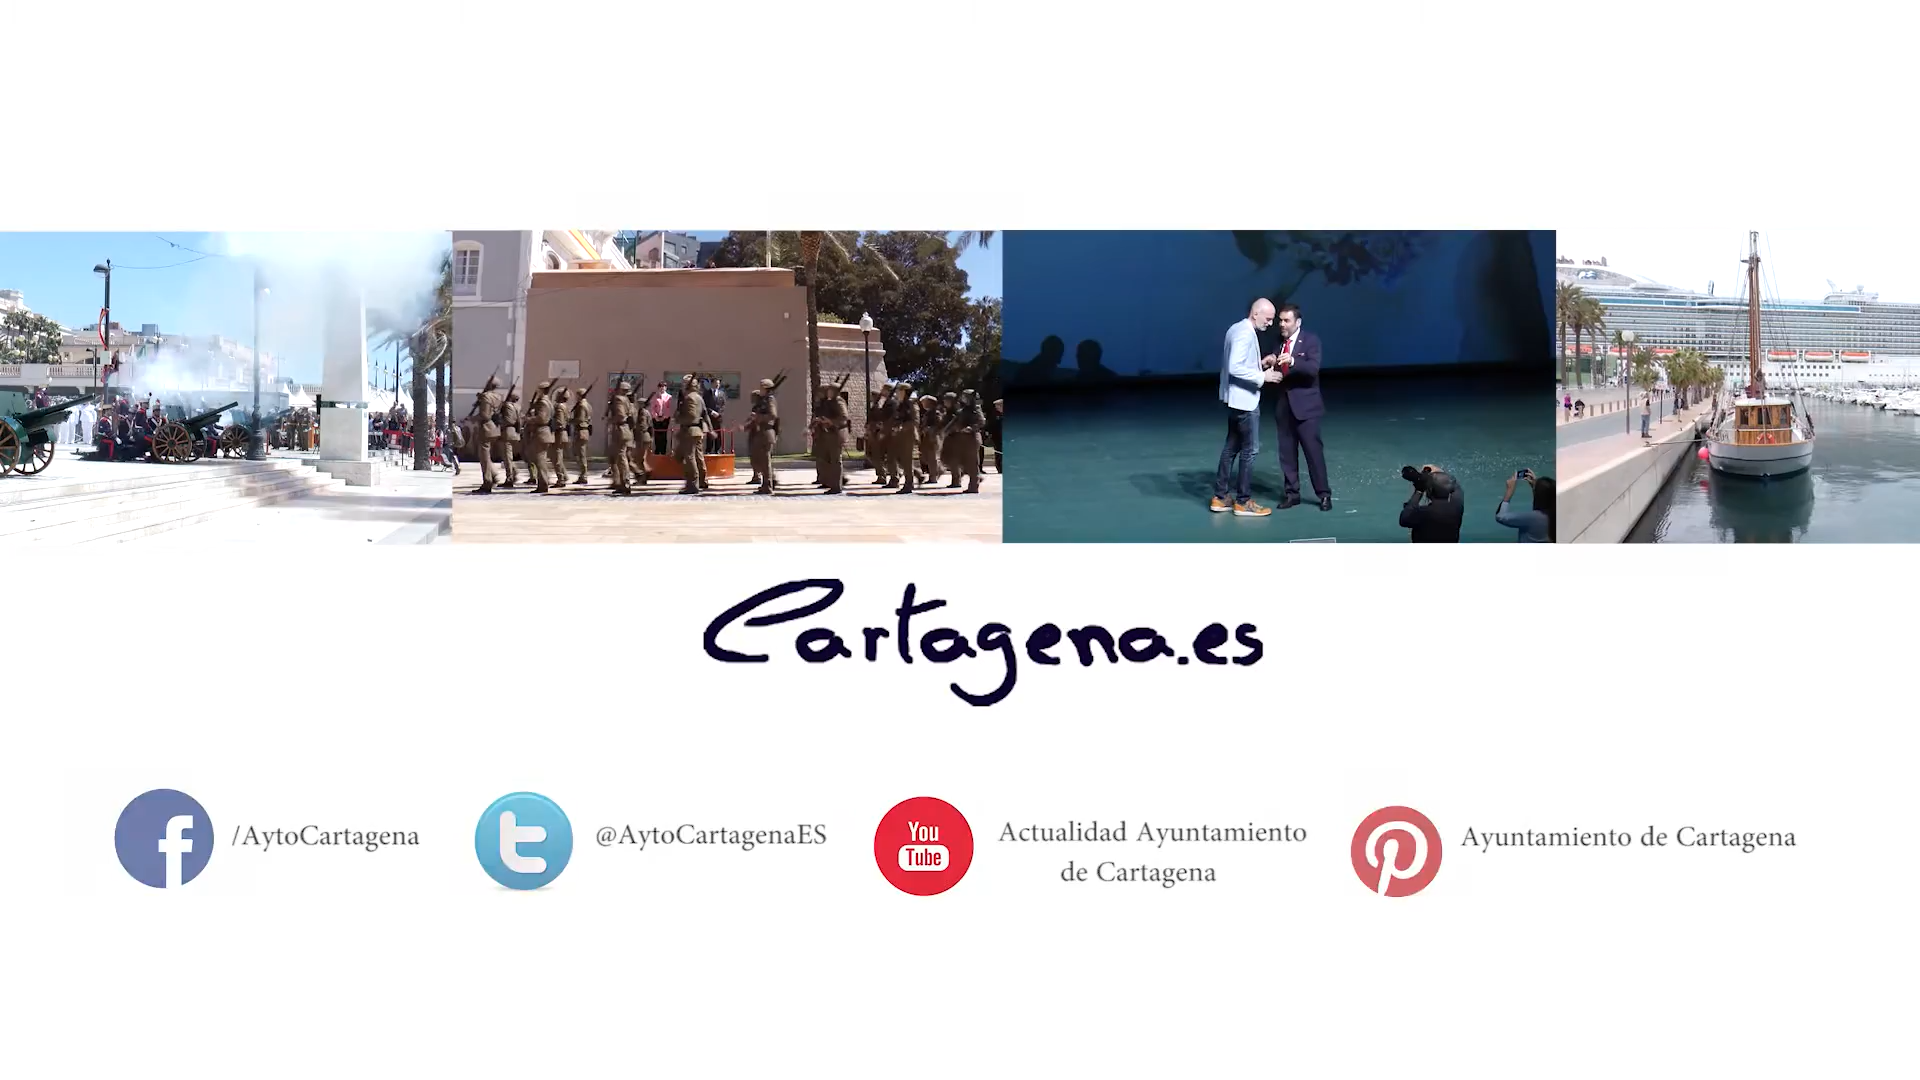 Cartagena.es
/AytoCartagena
@AytoCartagenaES
You
Tube
Actualidad Ayuntamiento
de Cartagena
Ayuntamiento de Cartagena